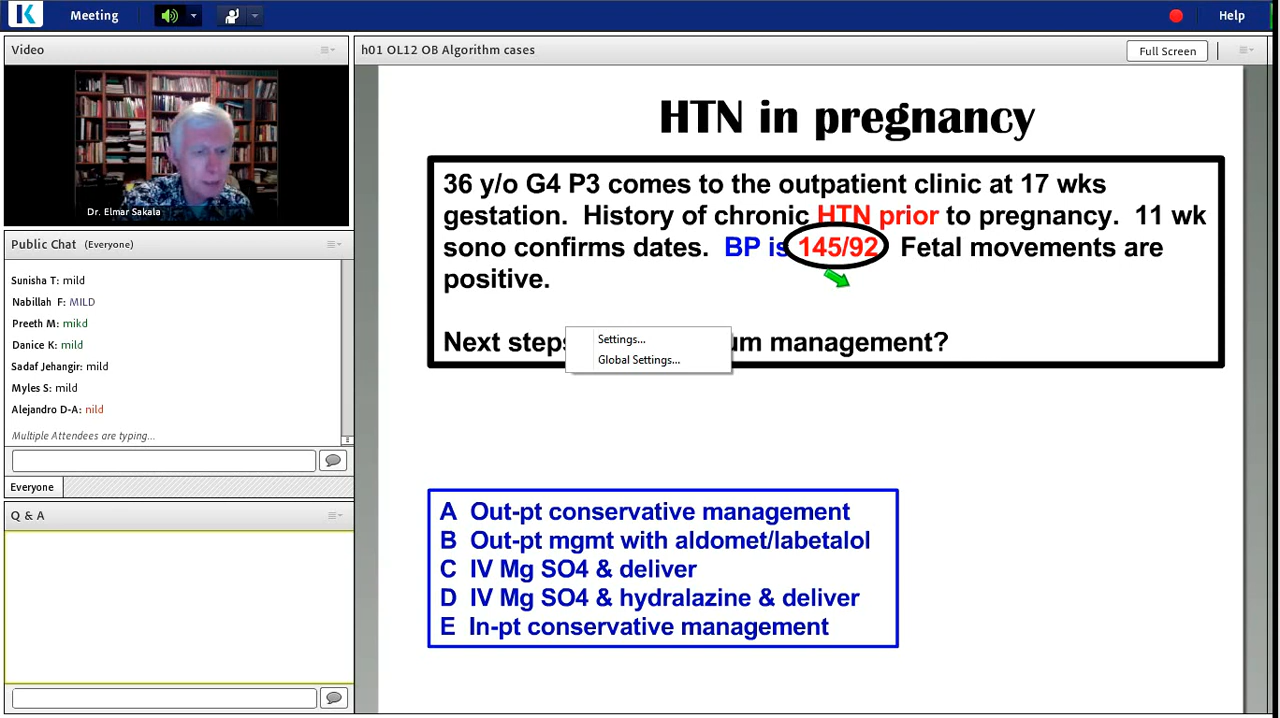 K Meeting Help
Video
Dr. Elmar Sakala
Public Chat (Everyone)
Sunisha T: mild
Nabillah F: MILD
Preeth M: mikd
Danice K: mild
Sadaf Jehangir: mild
Myles S: mild
Alejandro D-A: nild
Multiple Attendees are typing...
Everyone
Q & A
h01 OL12 OB Algorithm cases
Full Screen
HTN in pregnancy
36 y/o G4 P3 comes to the outpatient clinic at 17 wks
gestation. History of chronic HTN prior to pregnancy. 11 wk
sono confirms dates. BP is 145/92 Fetal movements are
positive.
Next steps management?
Settings...
Global Settings...
A Out-pt conservative management
B Out-pt mgmt with aldomet/labetalol
C IV Mg SO4 & deliver
D IV Mg SO4 & hydralazine & deliver
E In-pt conservative management